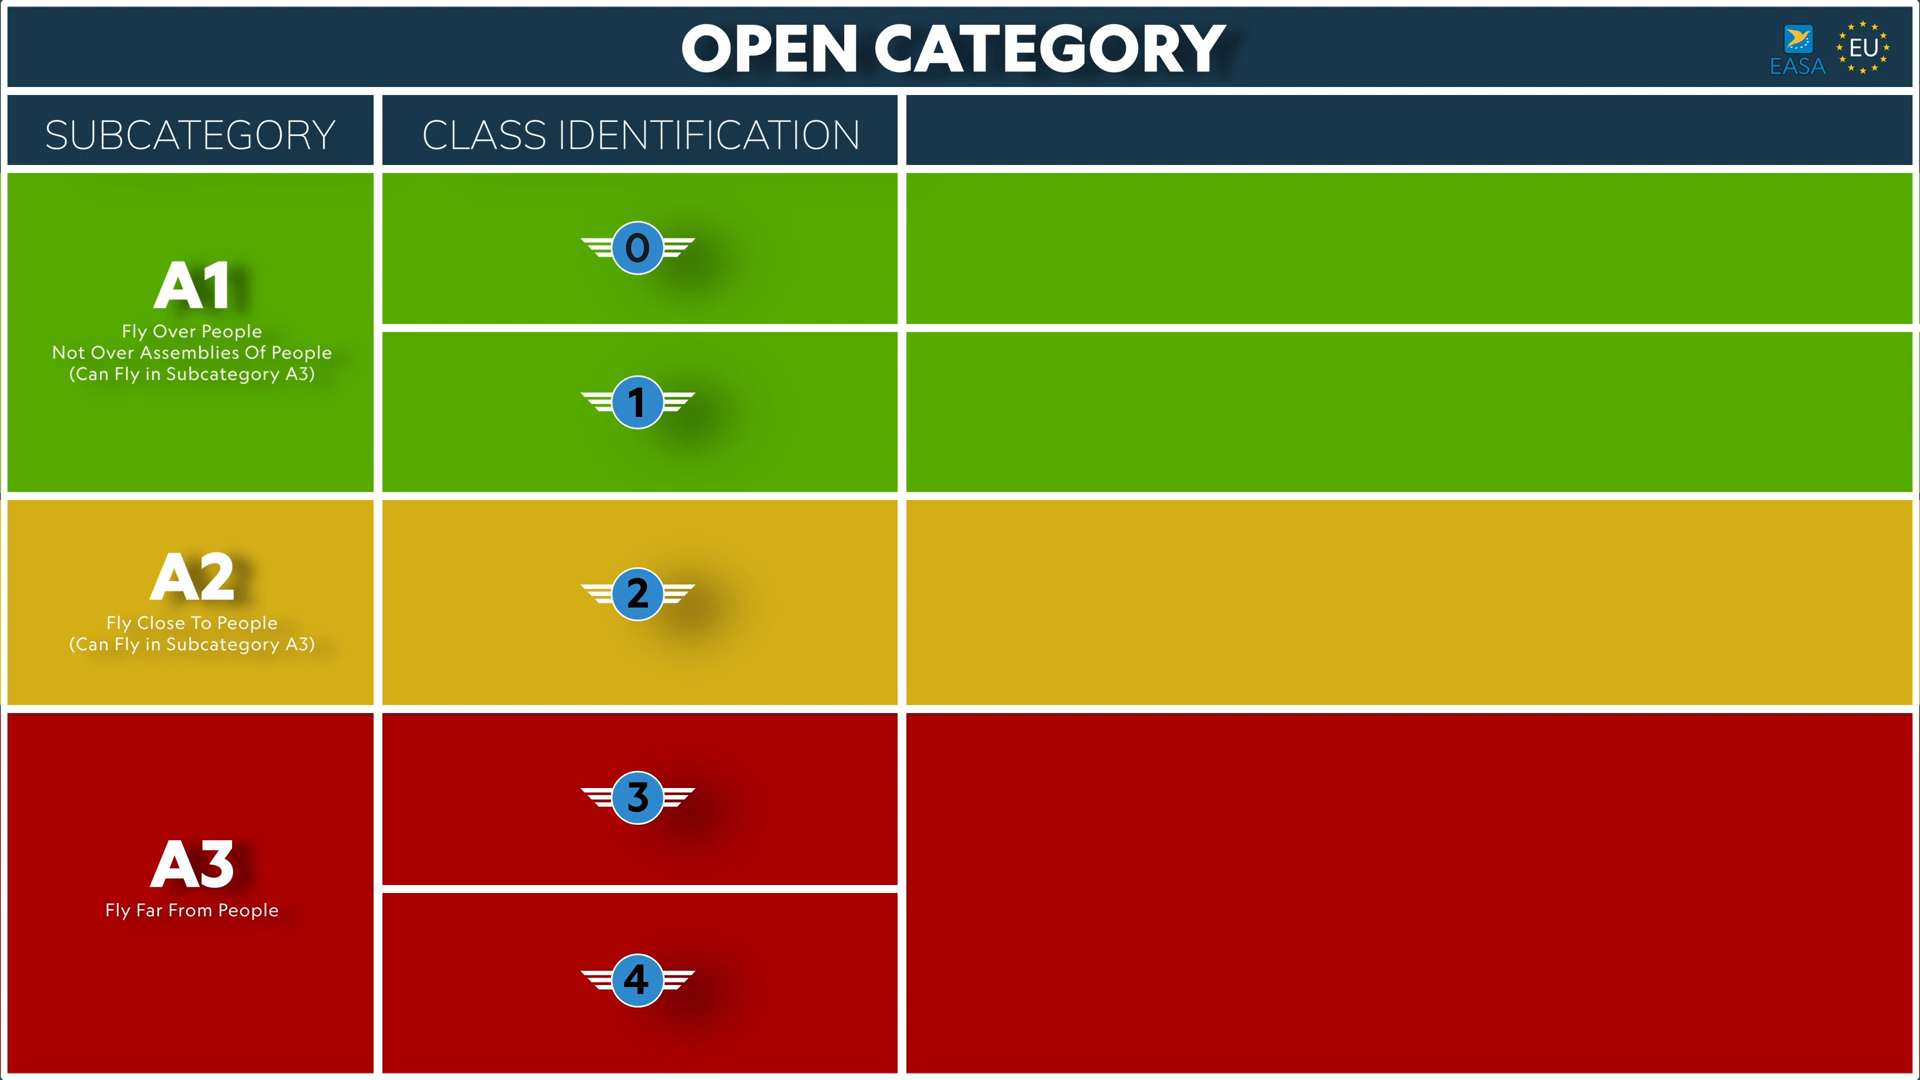 OPEN CATEGORY
EASA
EU
SUBCATEGORY
CLASS IDENTIFICATION
A1
Fly Over People
Not Over Assemblies Of People
(Can Fly in Subcategory A3)
0
1
A2
Fly Close To People
(Can Fly in Subcategory A3)
2
A3
Fly Far From People
3
4